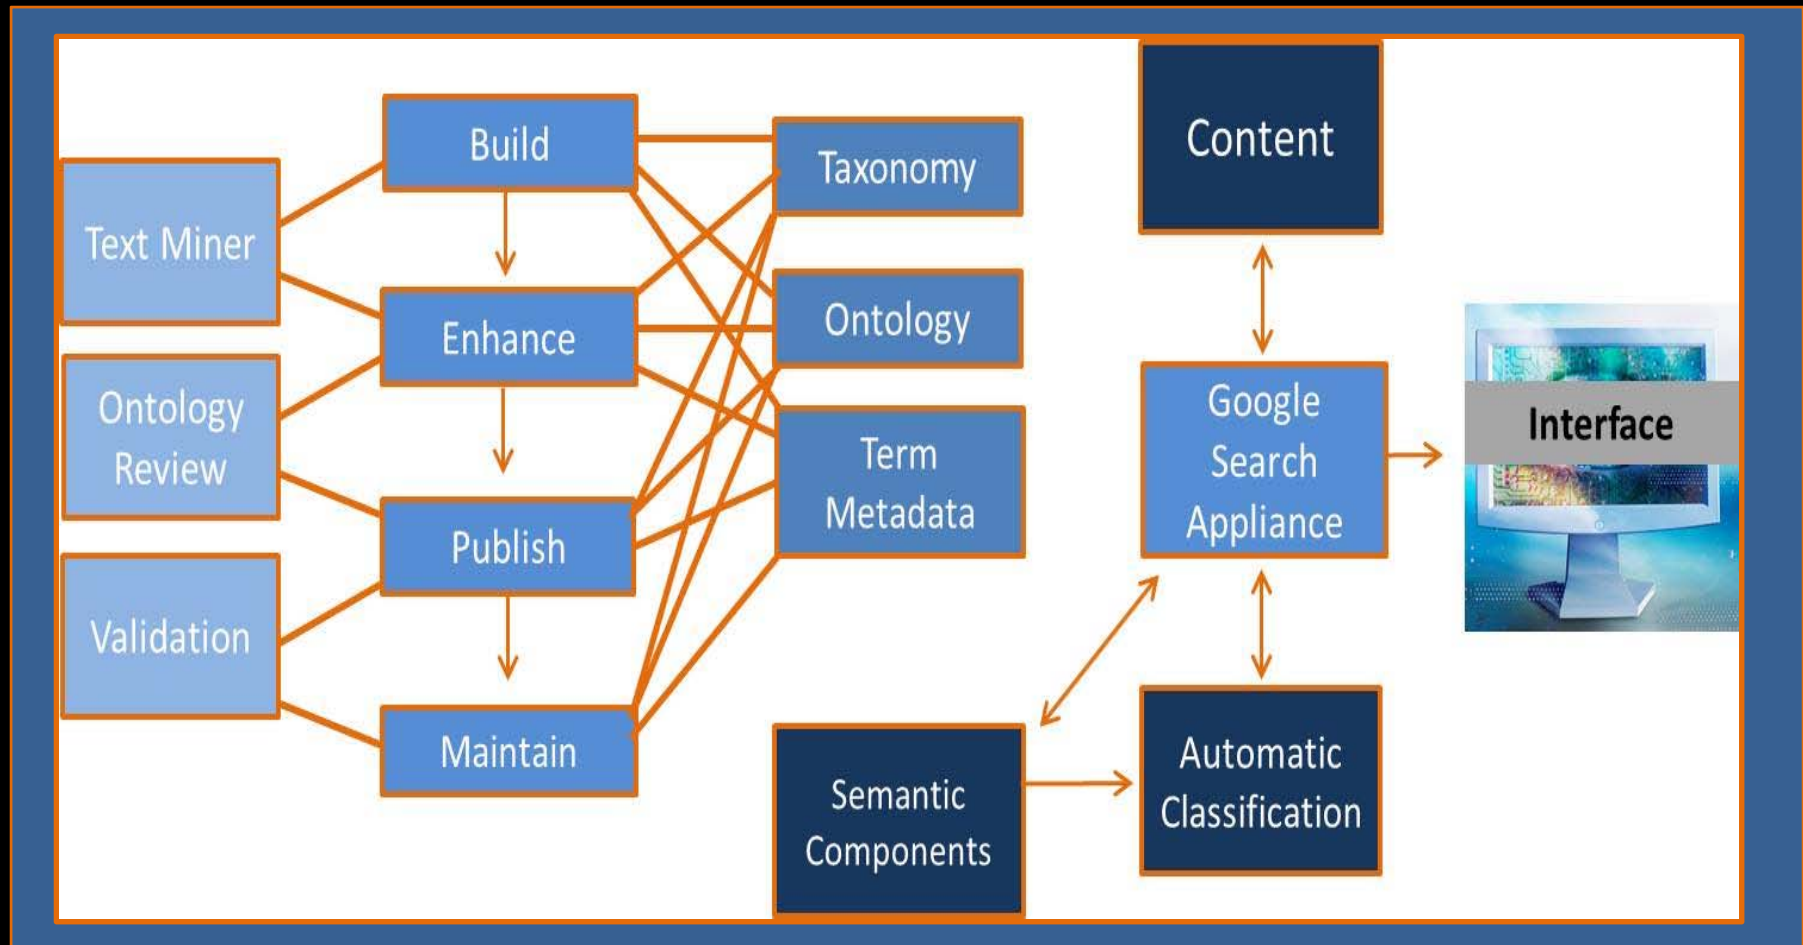 Text Miner
Ontology
Review
Validation
Build
Enhance
Publish
Maintain
Taxonomy
Ontology
Term
Metadata
Semantic
Components
Content
Google
Search
Appliance
Automatic
Classification
Interface